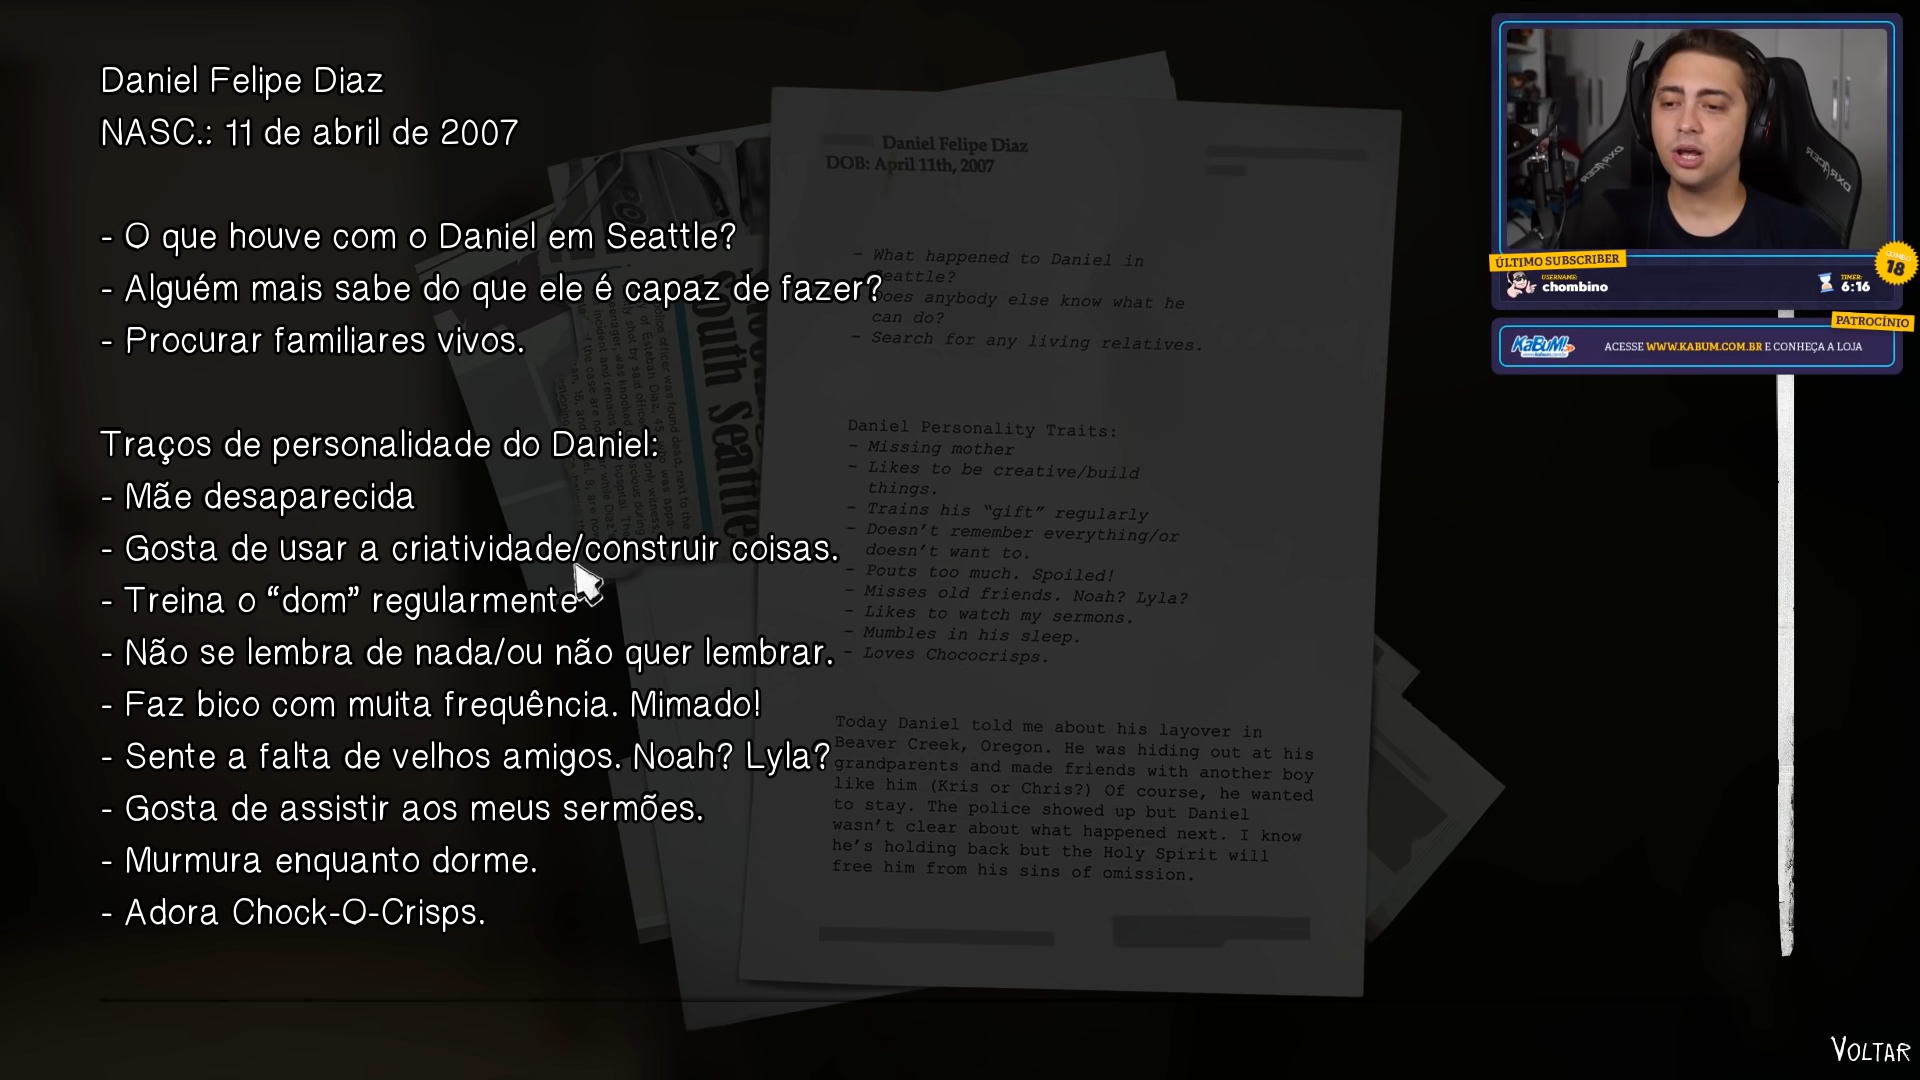 Daniel Felipe Diaz
NASC.: 11 de abril de 2007
- O que houve com o Daniel em Seattle?
- Alguém mais sabe do que ele é capaz de fazer?
- Procurar familiares vivos.
Traços de personalidade do Daniel:
- Mãe desaparecida
- Gosta de usar a criatividade/construir coisas.
- Treina o “dom” regularmente
- Não se lembra de nada/ou não quer lembrar.
- Faz bico com muita frequência. Mimado!
- Sente a falta de velhos amigos. Noah? Lyla?
- Gosta de assistir aos meus sermões.
- Murmura enquanto dorme.
- Adora Chock-O-Crisps.
Daniel Felipe Diaz
DOB: April 11th, 2007
- What happened to Daniel in
Seattle?
Does anybody else know what he
can do?
- Search for any living relatives.
Daniel Personality Traits:
- Missing mother
- Likes to be creative/build
things.
- Trains his “gift” regularly
- Doesn't remember everything/or
doesn't want to.
- Pouts too much. Spoiled!
- Misses old friends. Noah? Lyla?
- Likes to watch my sermons.
- Mumbles in his sleep.
- Loves Chococrisps.
Today Daniel told me about his layover in
Beaver Creek, Oregon. He was hiding out at his
grandparents and made friends with another boy
like him (Kris or Chris?) Of course, he wanted
to stay. The police showed up but Daniel
wasn't clear about what happened next. I know
he's holding back but the Holy Spirit will
free him from his sins of omission.
South Seattle
DXRACER
DXRACER
ÚLTIMO SUBSCRIBER
USERNAME:
chombino
TIMER:
6:16
COMBO
18
PATROCÍNIO
KaBuM!
ACESSE WWW.KABUM.COM.BR E CONHEÇA A LOJA
VOLTAR